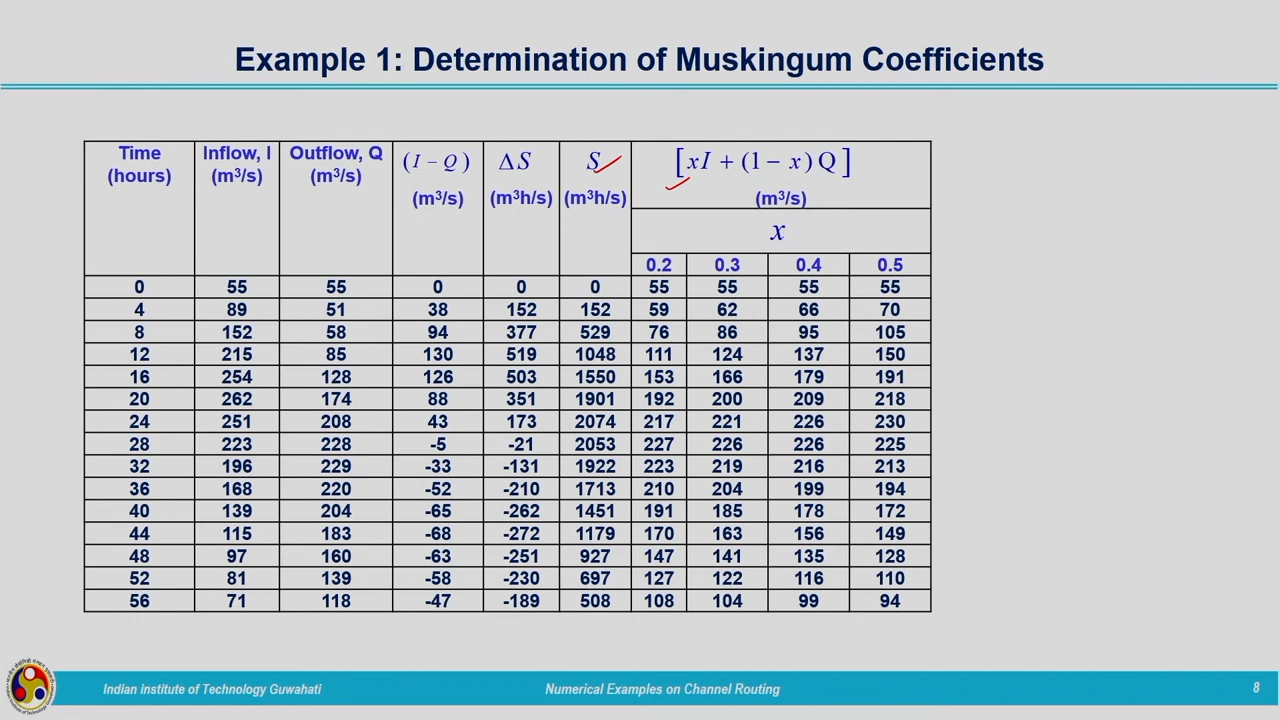 Example 1: Determination of Muskingum Coefficients
Time (hours) Inflow, I (m³/s) Outflow, Q (m³/s) (I − Q) (m³/s) ΔS (m³h/s) S (m³h/s) [xI + (1 − x)Q] (m³/s)
x
0.2 0.3 0.4 0.5
0 55 55 0 0 0 55 55 55 55
4 89 51 38 152 152 59 62 66 70
8 152 58 94 377 529 76 86 95 105
12 215 85 130 519 1048 111 124 137 150
16 254 128 126 503 1550 153 166 179 191
20 262 174 88 351 1901 192 200 209 218
24 251 208 43 173 2074 217 221 226 230
28 223 228 -5 -21 2053 227 226 226 225
32 196 229 -33 -131 1922 223 219 216 213
36 168 220 -52 -210 1713 210 204 199 194
40 139 204 -65 -262 1451 191 185 178 172
44 115 183 -68 -272 1179 170 163 156 149
48 97 160 -63 -251 927 147 141 135 128
52 81 139 -58 -230 697 127 122 116 110
56 71 118 -47 -189 508 108 104 99 94
Indian institute of Technology Guwahati Numerical Examples on Channel Routing 8